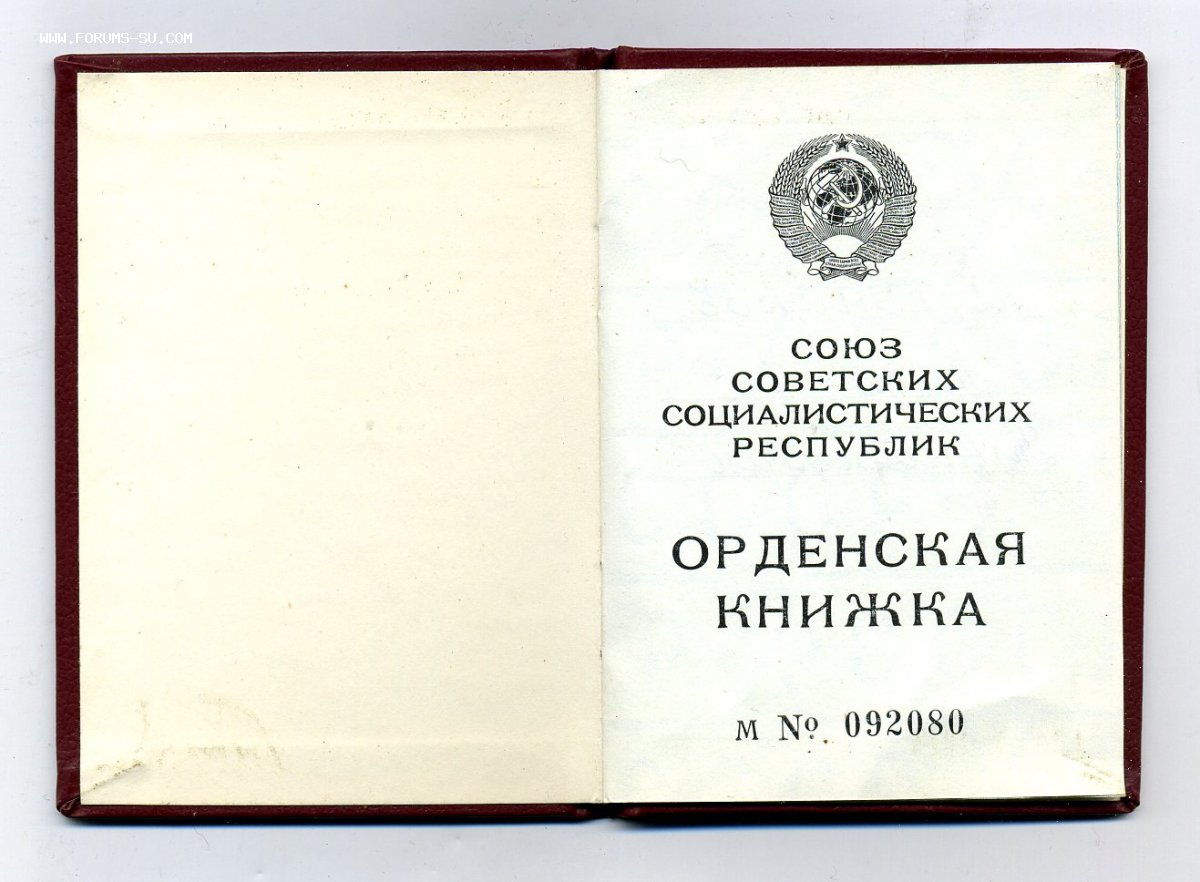 WWW.FORUMS-SU.COM
СОЮЗ
СОВЕТСКИХ
СОЦИАЛИСТИЧЕСКИХ
РЕСПУБЛИК
ОРДЕНСКАЯ
КНИЖКА
М № 092080